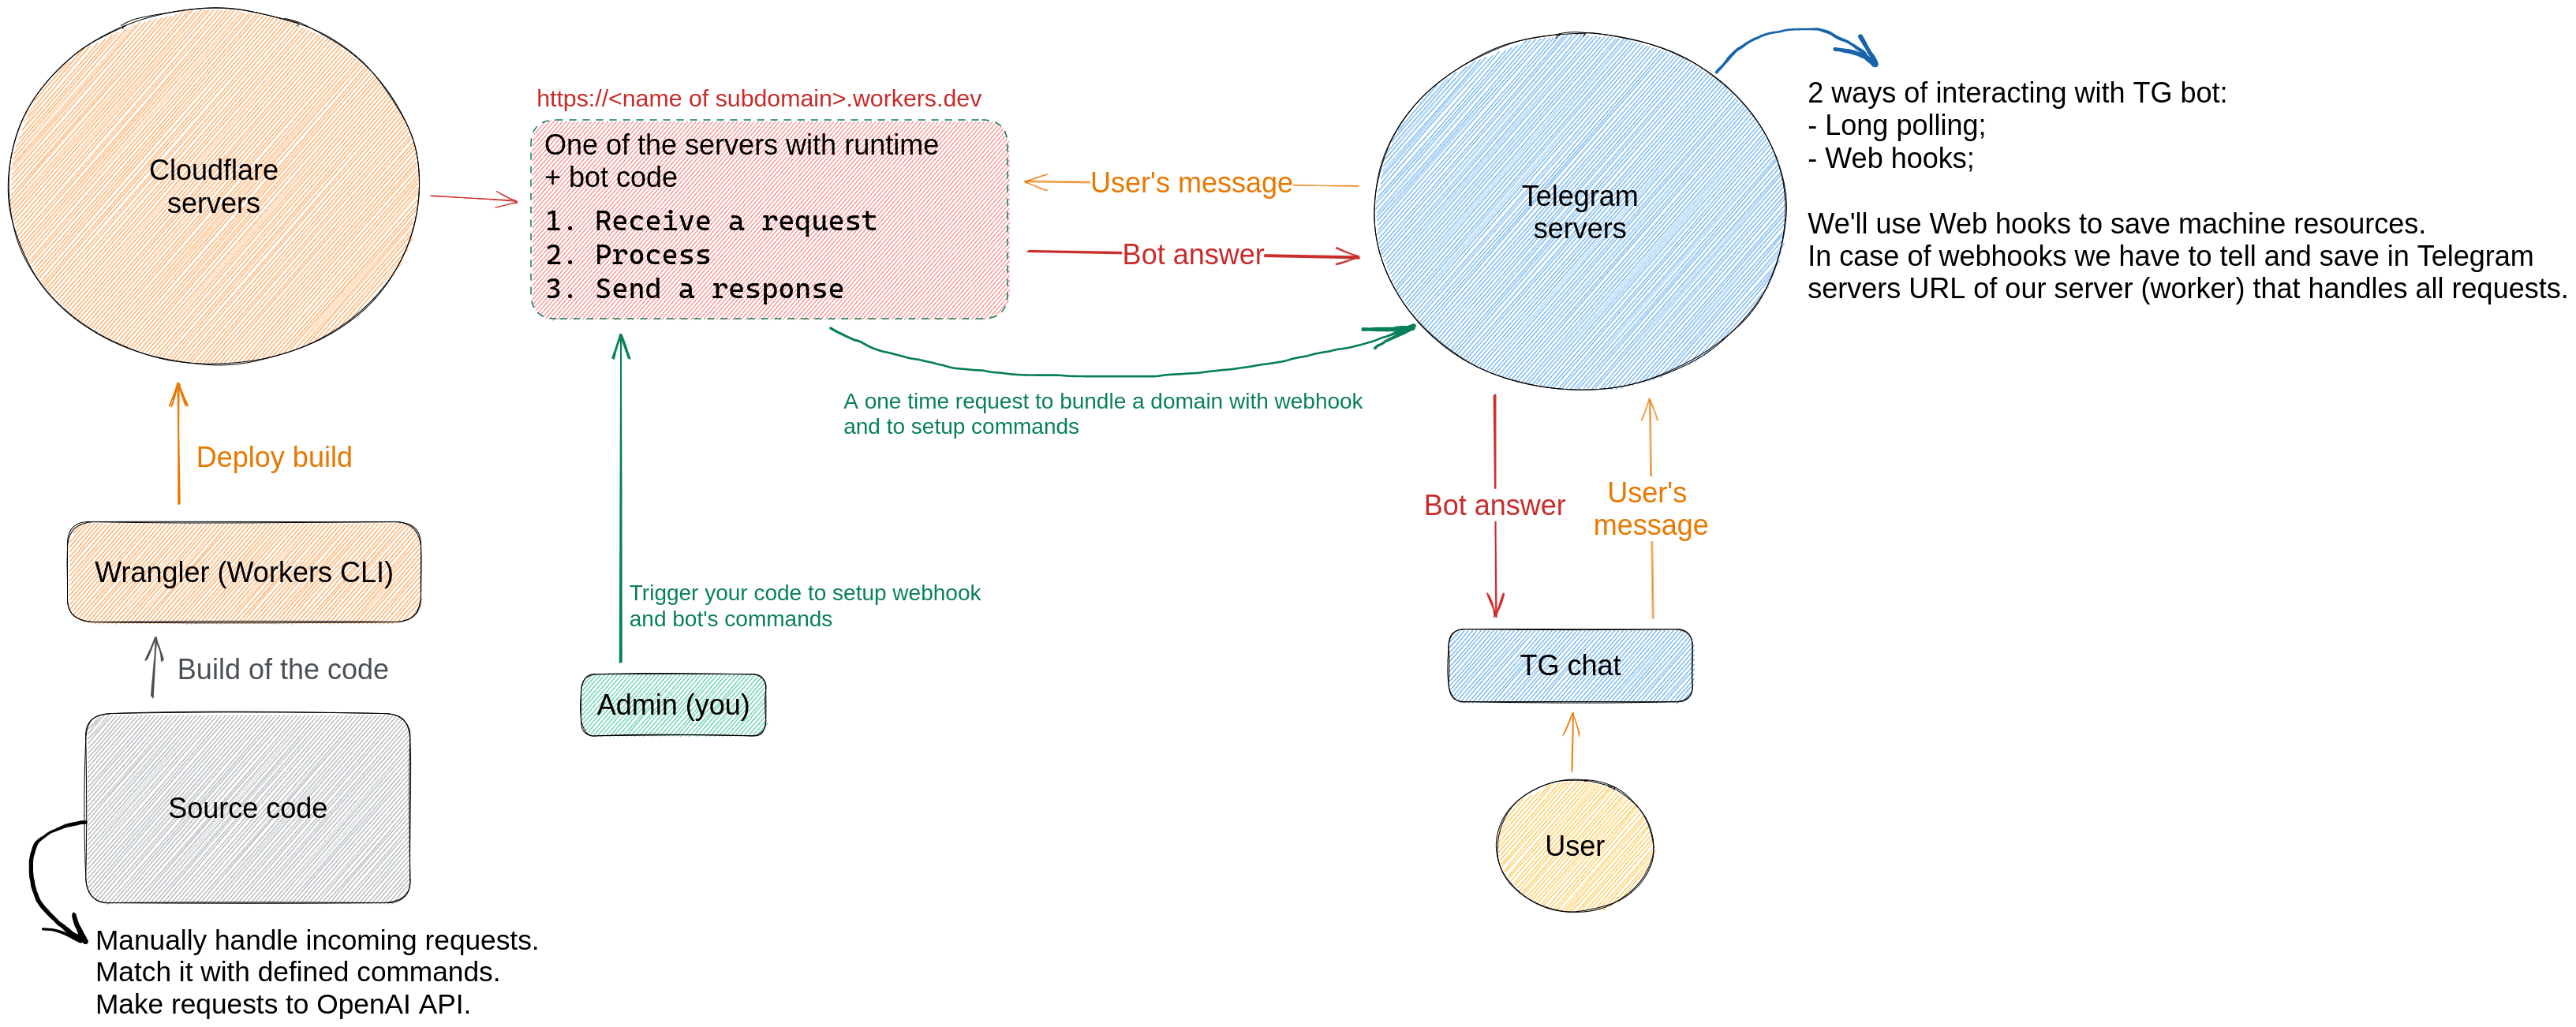 Cloudflare
servers
https://<name of subdomain>.workers.dev
One of the servers with runtime
+ bot code
1. Receive a request
2. Process
3. Send a response
User's message
Bot answer
Telegram
servers
2 ways of interacting with TG bot:
- Long polling;
- Web hooks;
We'll use Web hooks to save machine resources.
In case of webhooks we have to tell and save in Telegram
servers URL of our server (worker) that handles all requests.
A one time request to bundle a domain with webhook
and to setup commands
Deploy build
Wrangler (Workers CLI)
Build of the code
Source code
Manually handle incoming requests.
Match it with defined commands.
Make requests to OpenAI API.
Trigger your code to setup webhook
and bot's commands
Admin (you)
Bot answer
User's
message
TG chat
User